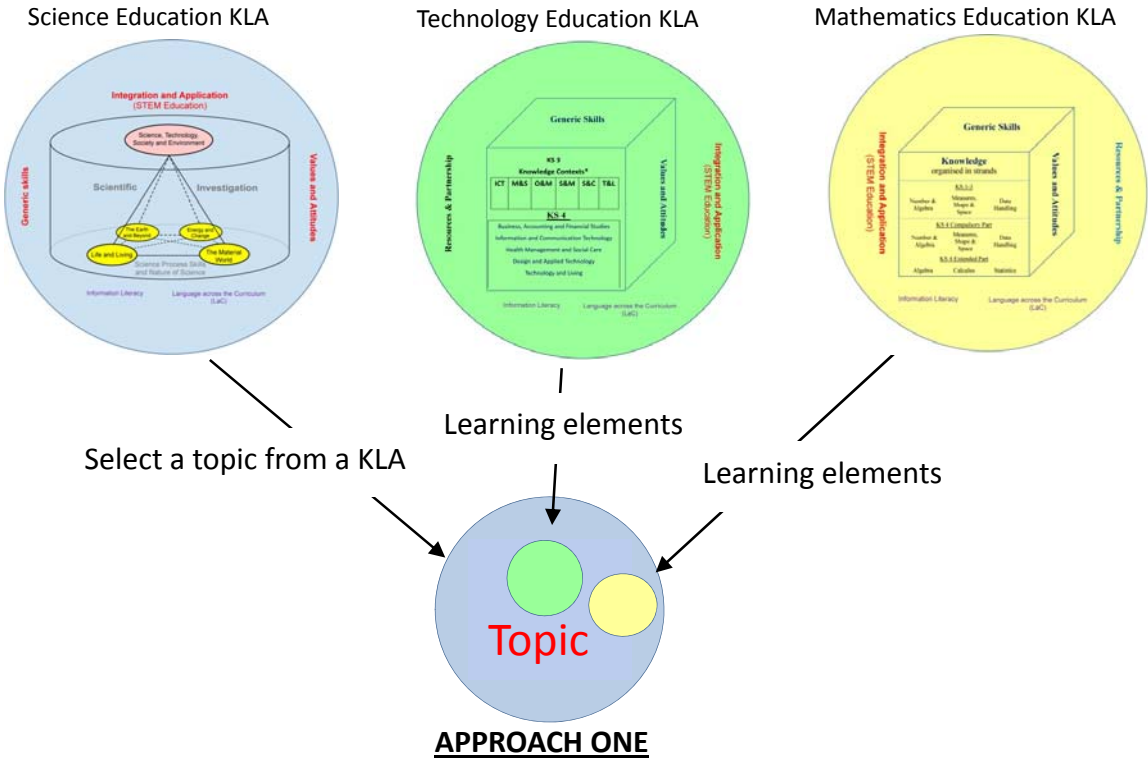 Science Education KLA
Technology Education KLA
Mathematics Education KLA
Integration and Application
(STEM Education)
Science, Technology,
Society and Environment
Generic skills
Values and Attitudes
Scientific
Investigation
The Earth
and Beyond
Energy and
Change
Life and Living
The Material
World
Science Process Skills
and Nature of Science
Information Literacy
Language across the Curriculum
(LaC)
Generic Skills
Resources & Partnership
KS 3
Knowledge Contexts*
ICT M&S O&M S&M S&C T&L
KS 4
Business, Accounting and Financial Studies
Information and Communication Technology
Health Management and Social Care
Design and Applied Technology
Technology and Living
Values and Attitudes
Integration and Application
(STEM Education)
Information Literacy
Language across the Curriculum
(LaC)
Generic Skills
Integration and Applications
(STEM Education)
Knowledge
organised in strands
KS 1-3
Number &
Algebra
Measures,
Shape &
Space
Data
Handling
KS 4 Compulsory Part
Number &
Algebra
Measures,
Shape &
Space
Data
Handling
KS 4 Extended Part
Algebra
Calculus
Statistics
Values and Attitudes
Resources & Partnership
Information Literacy
Language across the Curriculum
(LaC)
Select a topic from a KLA
Learning elements
Learning elements
Topic
APPROACH ONE